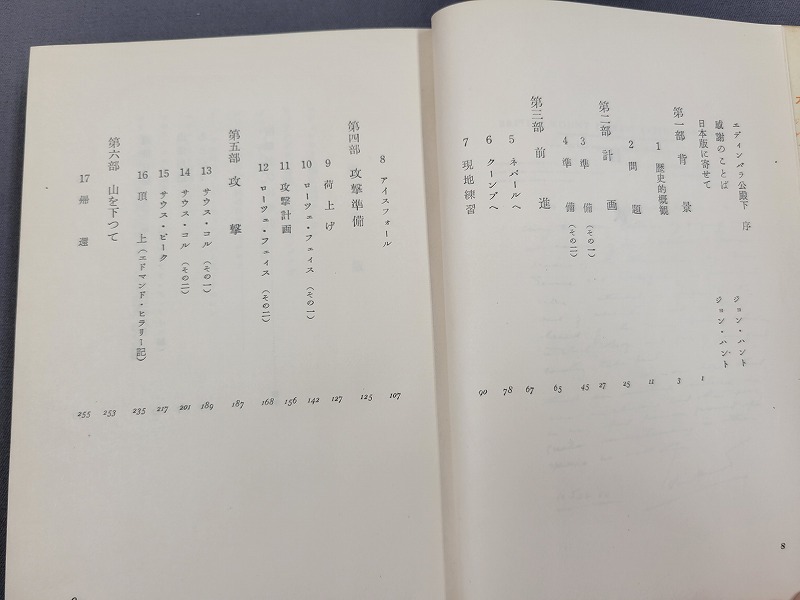 エディンバラ公殿下 序
感謝のことば ジョン・ハント
日本版に寄せて ジョン・ハント 1
第一部 背景 3
1 歴史的概観 11
2 問題 25
第二部 計画 27
3 準備(その一) 45
4 準備(その二) 63
第三部 前進 67
5 ネパールへ 78
6 クーンブへ 90
7 現地練習
8
8 アイスフォール 107
第四部 攻撃準備 125
9 荷上げ 127
10 ローツェ・フェイス(その一) 142
11 攻撃計画 156
12 ローツェ・フェイス(その二) 168
第五部 攻撃 187
13 サウス・コル(その一) 189
14 サウス・コル(その二) 201
15 サウス・ピーク 217
16 頂上(エドマンド・ヒラリー記) 235
第六部 山を下つて 253
17 帰還 255